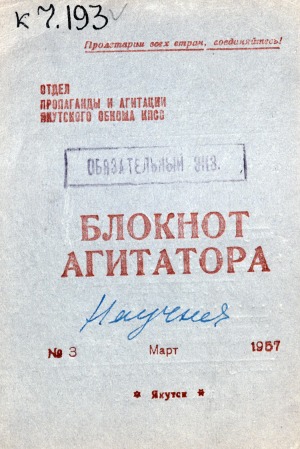 к 7.193
Пролетарии всех стран, соединяйтесь!
ОТДЕЛ
ПРОПАГАНДЫ И АГИТАЦИИ
ЯКУТСКОГО ОБКОМА КПСС
ОБЯЗАТЕЛЬНЫЙ ЭКЗ.
БЛОКНОТ
АГИТАТОРА
Научная
№ 3 Март 1957
* Якутск *